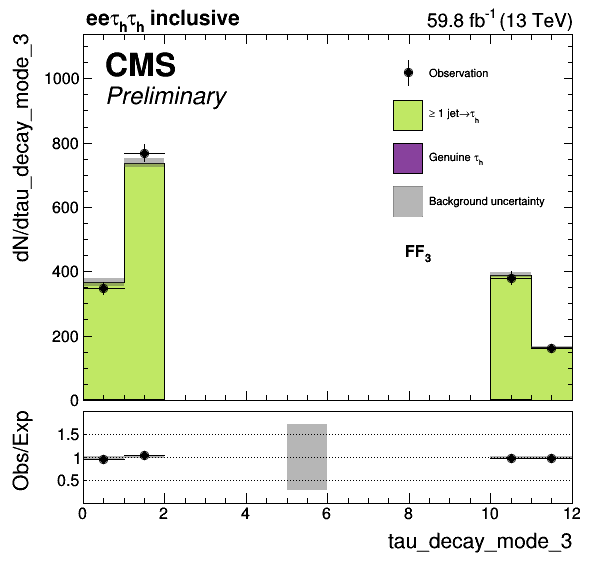 eeτhτh inclusive
59.8 fb-1 (13 TeV)
CMS
Preliminary
Observation
≥ 1 jet→τh
Genuine τh
Background uncertainty
FF3
dN/dtau_decay_mode_3
1000
800
600
400
200
0
Obs/Exp
1.5
1
0.5
0 2 4 6 8 10 12
tau_decay_mode_3